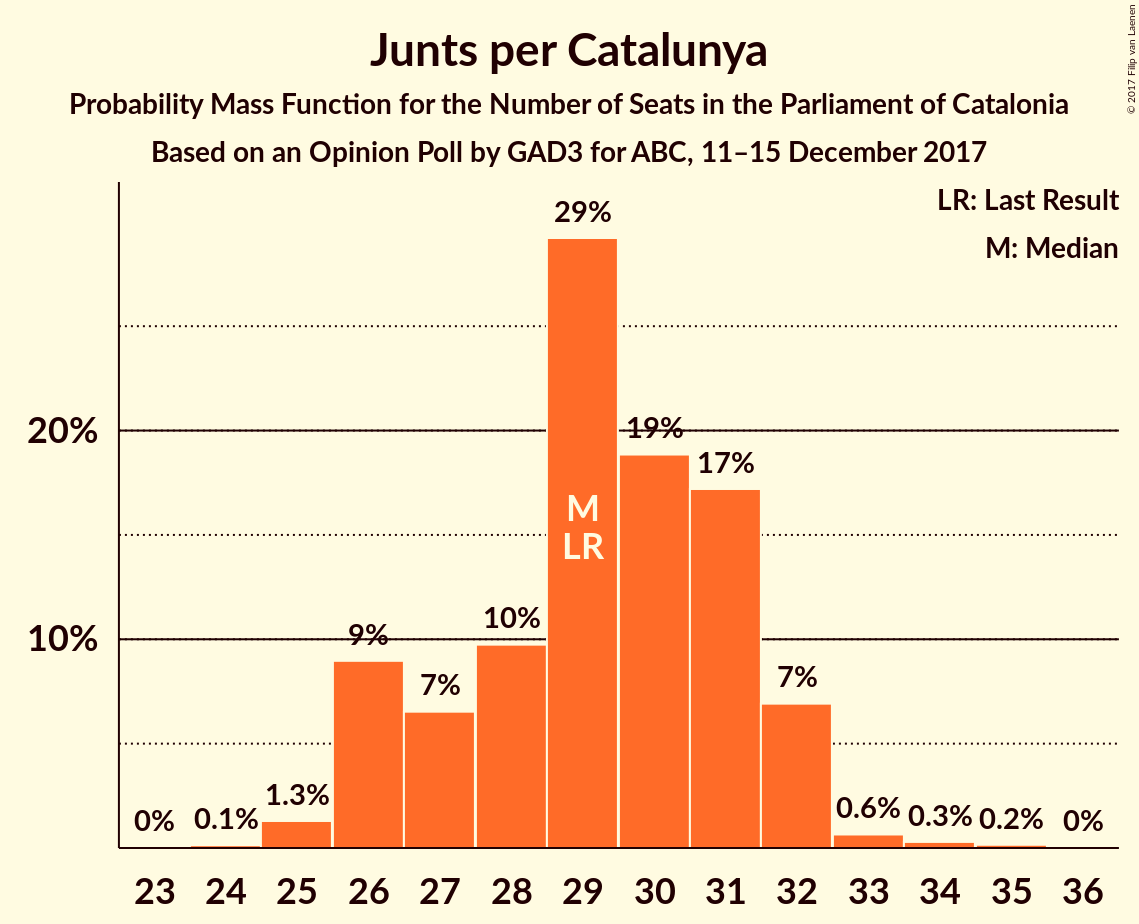 Junts per Catalunya
Probability Mass Function for the Number of Seats in the Parliament of Catalonia
Based on an Opinion Poll by GAD3 for ABC, 11–15 December 2017
© 2017 Filip van Laenen
LR: Last Result
M: Median
29%
20%
19%
17%
M
LR
10%
9%
10%
7%
7%
0%
0.1%
1.3%
0.6%
0.3%
0.2%
0%
23 24 25 26 27 28 29 30 31 32 33 34 35 36